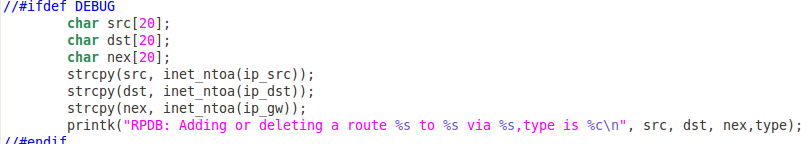 //#ifdef DEBUG
char src[20];
char dst[20];
char nex[20];
strcpy(src, inet_ntoa(ip_src));
strcpy(dst, inet_ntoa(ip_dst));
strcpy(nex, inet_ntoa(ip_gw));
printk("RPDB: Adding or deleting a route %s to %s via %s,type is %c\n", src, dst, nex,type);
//#endif